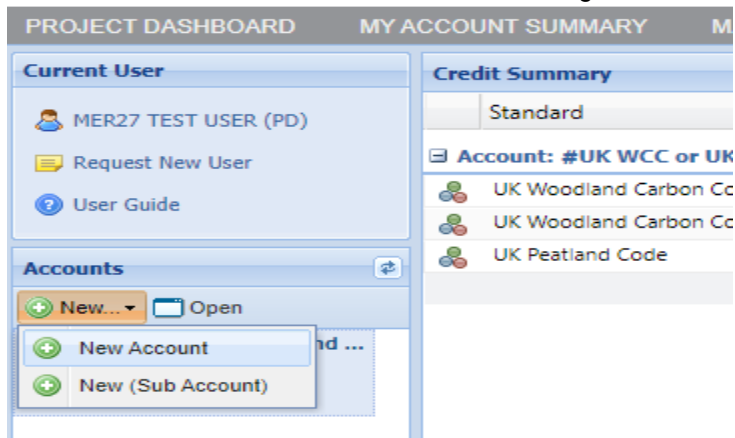 PROJECT DASHBOARD MY ACCOUNT SUMMARY M
Current User
MER27 TEST USER (PD)
Request New User
User Guide
Accounts
New... Open
New Account
nd ...
New (Sub Account)
Credit Summary
Standard
Account: #UK WCC or UK
UK Woodland Carbon Co
UK Woodland Carbon Co
UK Peatland Code